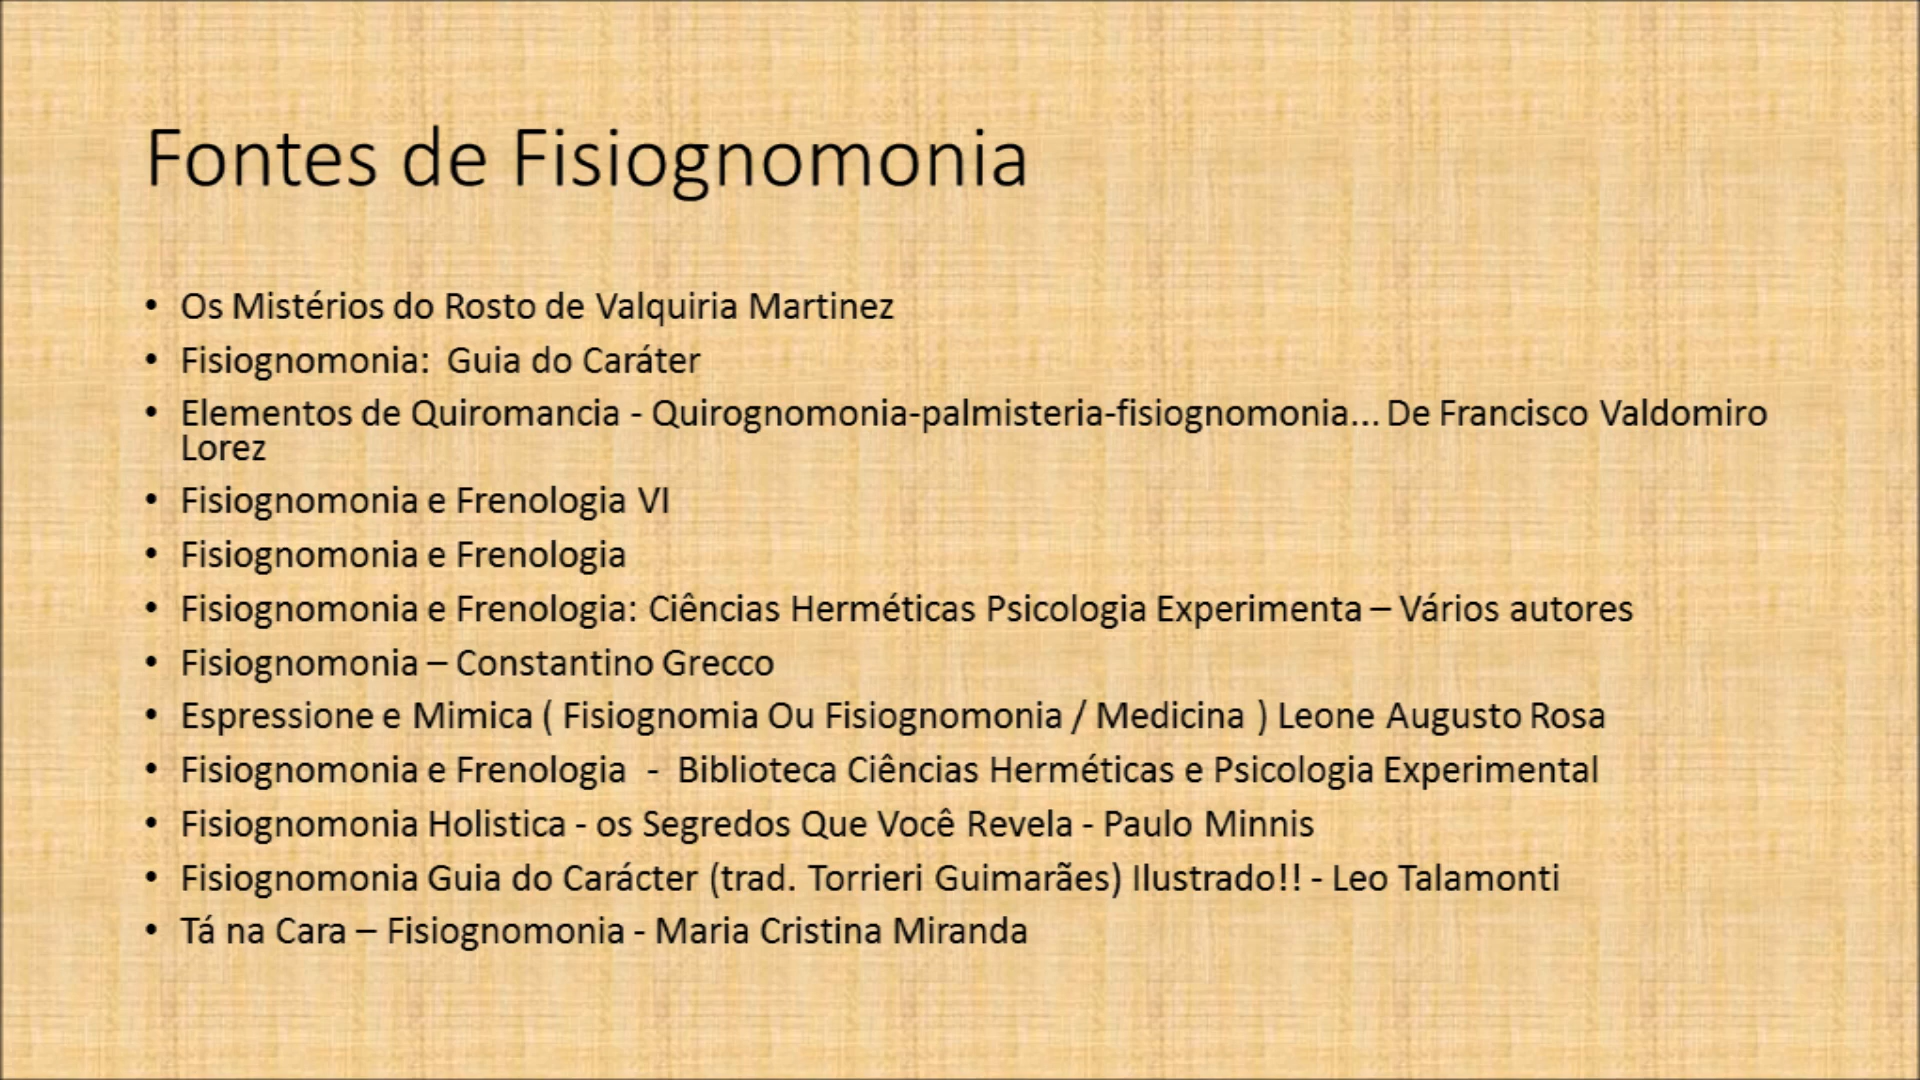 Fontes de Fisiognomonia
• Os Mistérios do Rosto de Valquiria Martinez
• Fisiognomonia:  Guia do Caráter
• Elementos de Quiromancia - Quirognomonia-palmisteria-fisiognomonia... De Francisco Valdomiro
Lorez
• Fisiognomonia e Frenologia VI
• Fisiognomonia e Frenologia
• Fisiognomonia e Frenologia: Ciências Herméticas Psicologia Experimenta – Vários autores
• Fisiognomonia – Constantino Grecco
• Espressione e Mimica ( Fisiognomia Ou Fisiognomonia / Medicina ) Leone Augusto Rosa
• Fisiognomonia e Frenologia  -  Biblioteca Ciências Herméticas e Psicologia Experimental
• Fisiognomonia Holistica - os Segredos Que Você Revela - Paulo Minnis
• Fisiognomonia Guia do Carácter (trad. Torrieri Guimarães) Ilustrado!! - Leo Talamonti
• Tá na Cara – Fisiognomonia - Maria Cristina Miranda